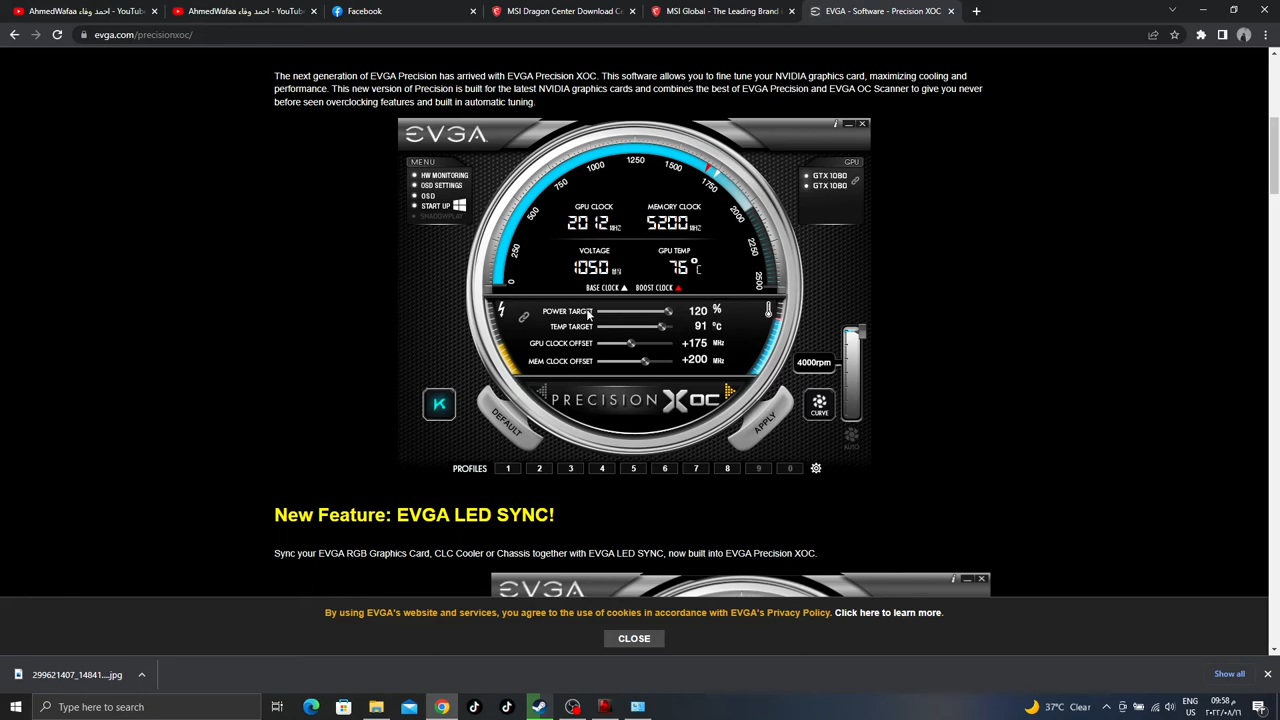 AhmedWafaa - احمد وفاء - YouTub
AhmedWafaa - احمد وفاء - YouTub
Facebook
MSI Dragon Center Download Ce
MSI Global - The Leading Brand i
EVGA - Software - Precision XOC
evga.com/precisionxoc/
The next generation of EVGA Precision has arrived with EVGA Precision XOC. This software allows you to fine tune your NVIDIA graphics card, maximizing cooling and
performance. This new version of Precision is built for the latest NVIDIA graphics cards and combines the best of EVGA Precision and EVGA OC Scanner to give you never
before seen overclocking features and built in automatic tuning.
EVGA
MENU
HW MONITORING
OSD SETTINGS
OSD
START UP
SHADOWPLAY
GPU
GTX 1080
GTX 1080
0
250
500
750
1000
1250
1500
1750
2000
2250
2500
GPU CLOCK
MEMORY CLOCK
2012 MHZ
5200 MHZ
VOLTAGE
GPU TEMP
1050
76 °C
BASE CLOCK
BOOST CLOCK
POWER TARGET 120 %
TEMP TARGET 91 °C
GPU CLOCK OFFSET +175 MHz
MEM CLOCK OFFSET +200 MHz
4000rpm
K
PRECISION XOC
DEFAULT
APPLY
CURVE
AUTO
PROFILES 1 2 3 4 5 6 7 8 9 0
New Feature: EVGA LED SYNC!
Sync your EVGA RGB Graphics Card, CLC Cooler or Chassis together with EVGA LED SYNC, now built into EVGA Precision XOC.
EVGA
By using EVGA's website and services, you agree to the use of cookies in accordance with EVGA's Privacy Policy. Click here to learn more.
CLOSE
299621407_14841....jpg
Show all
Type here to search
37°C Clear
ENG
US
09:58 م